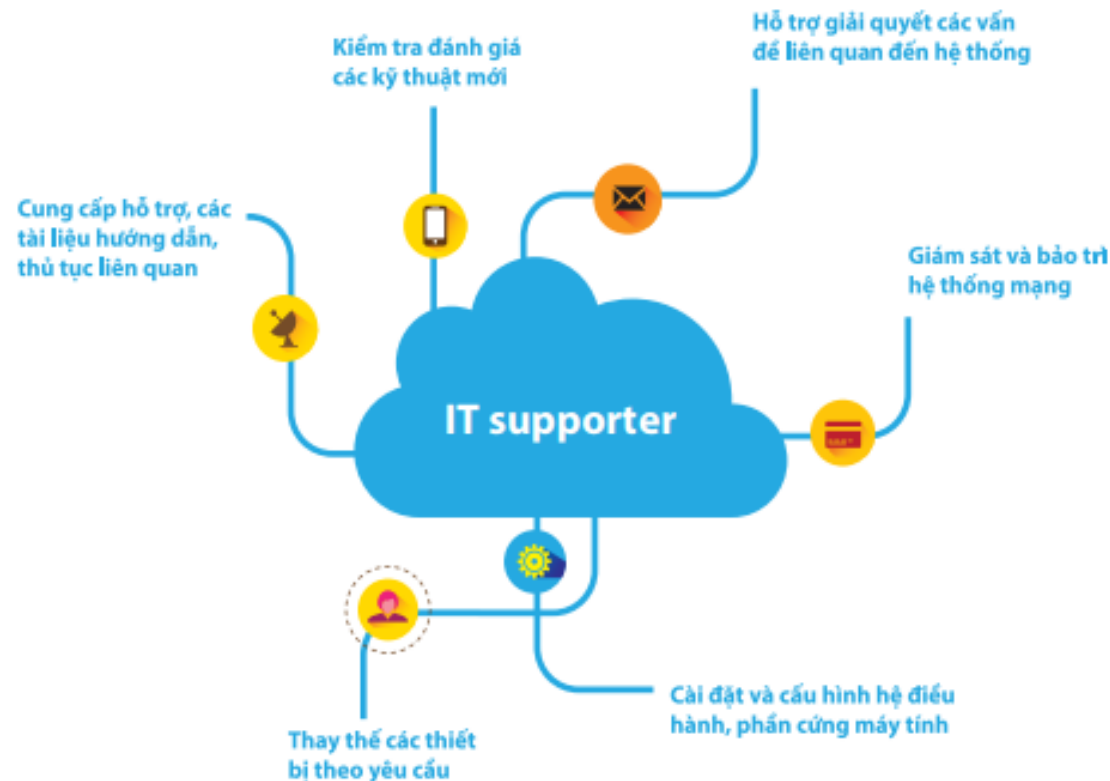 Kiểm tra đánh giá
các kỹ thuật mới
Hỗ trợ giải quyết các vấn
đề liên quan đến hệ thống
Cung cấp hỗ trợ, các
tài liệu hướng dẫn,
thủ tục liên quan
Giám sát và bảo trì
hệ thống mạng
IT supporter
Cài đặt và cấu hình hệ điều
hành, phần cứng máy tính
Thay thế các thiết
bị theo yêu cầu